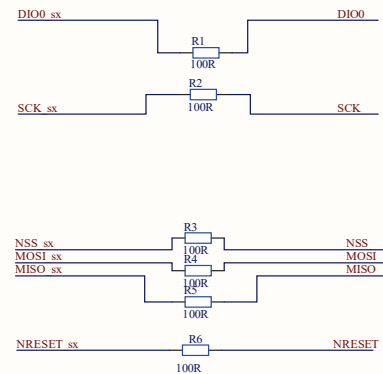 DIO0_sx DIO0
R1
100R
R2
100R
SCK_sx SCK
R3
NSS_sx 100R NSS
MOSI_sx R4 MOSI
MISO_sx 100R MISO
R5
100R
NRESET_sx R6 NRESET
100R